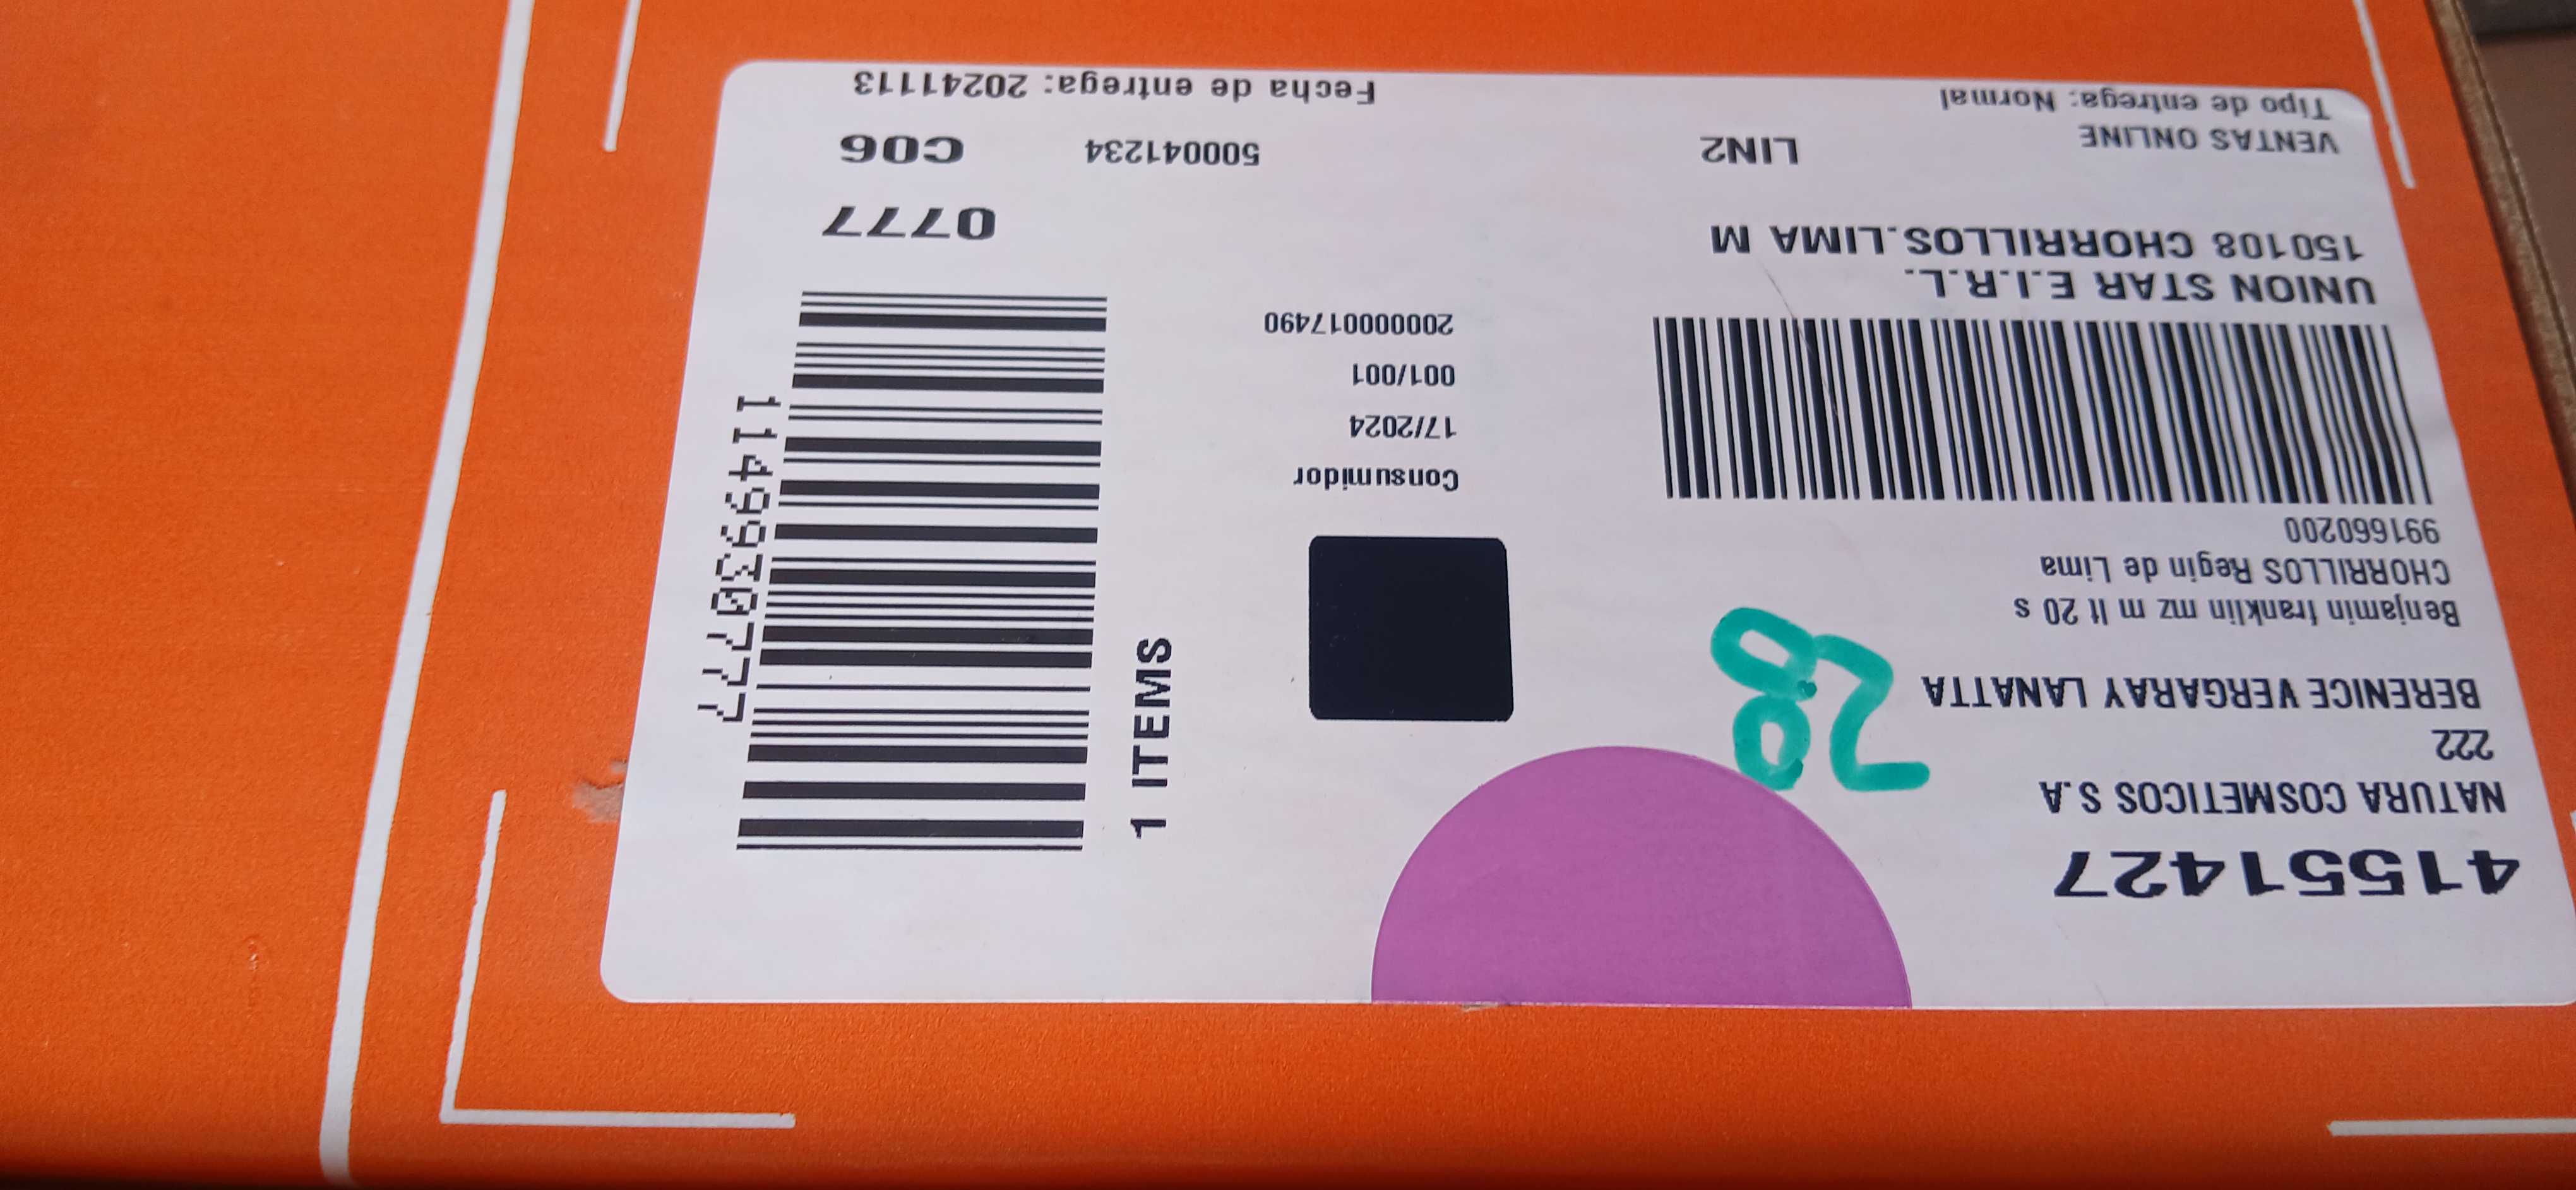 41551427
NATURA COSMETICOS S.A
222
BERENICE VERGARAY LANATTA
28
Benjamin franklin mz m lt 20 s
CHORRILLOS Regin de Lima
991660200
UNION STAR E.I.R.L.
150108 CHORRILLOS.LIMA M
VENTAS ONLINE
LIN2
Tipo de entrega: Normal
1 ITEMS
Consumidor
17/2024
001/001
20000017490
11499930777
0777
500041234
C06
Fecha de entrega: 20241113